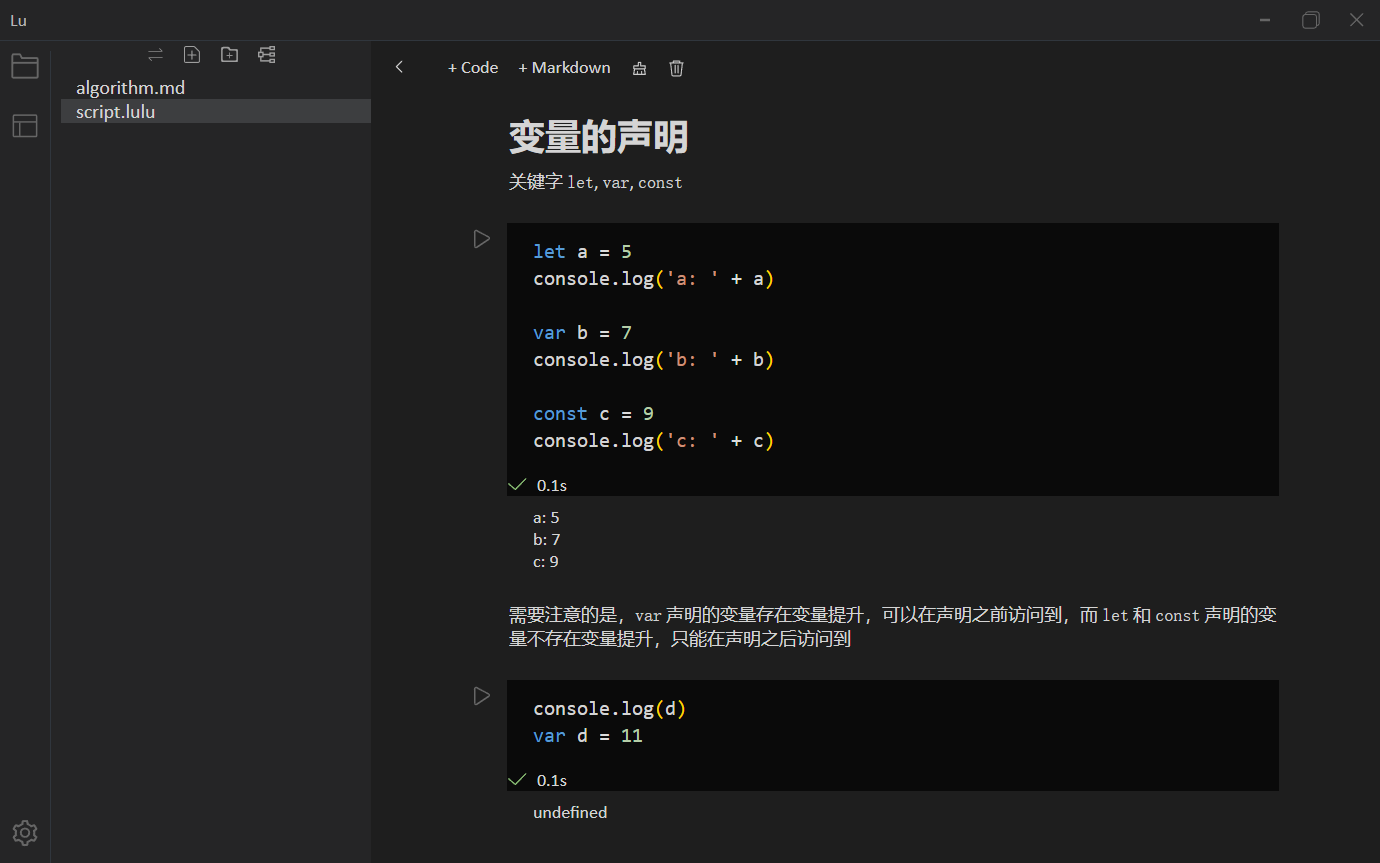 Lu
+ Code + Markdown
algorithm.md
script.lulu
变量的声明
关键字 let, var, const
let a = 5
console.log('a: ' + a)
var b = 7
console.log('b: ' + b)
const c = 9
console.log('c: ' + c)
0.1s
a: 5
b: 7
c: 9
需要注意的是，var 声明的变量存在变量提升，可以在声明之前访问到，而 let 和 const 声明的变
量不存在变量提升，只能在声明之后访问到
console.log(d)
var d = 11
0.1s
undefined